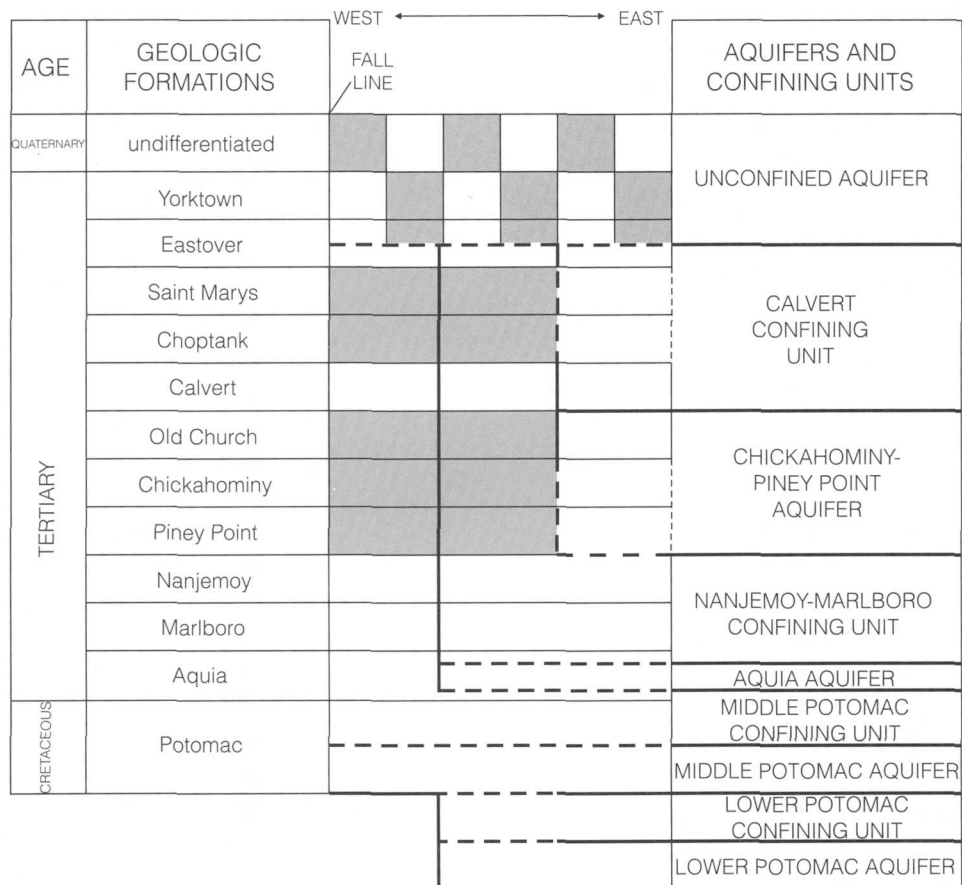 WEST
EAST
AGE
GEOLOGIC
FORMATIONS
FALL
LINE
AQUIFERS AND
CONFINING UNITS
QUATERNARY
undifferentiated
UNCONFINED AQUIFER
TERTIARY
Yorktown
Eastover
Saint Marys
Choptank
Calvert
CALVERT
CONFINING
UNIT
Old Church
Chickahominy
Piney Point
CHICKAHOMINY-
PINEY POINT
AQUIFER
Nanjemoy
Marlboro
NANJEMOY-MARLBORO
CONFINING UNIT
Aquia
AQUIA AQUIFER
CRETACEOUS
Potomac
MIDDLE POTOMAC
CONFINING UNIT
MIDDLE POTOMAC AQUIFER
LOWER POTOMAC
CONFINING UNIT
LOWER POTOMAC AQUIFER